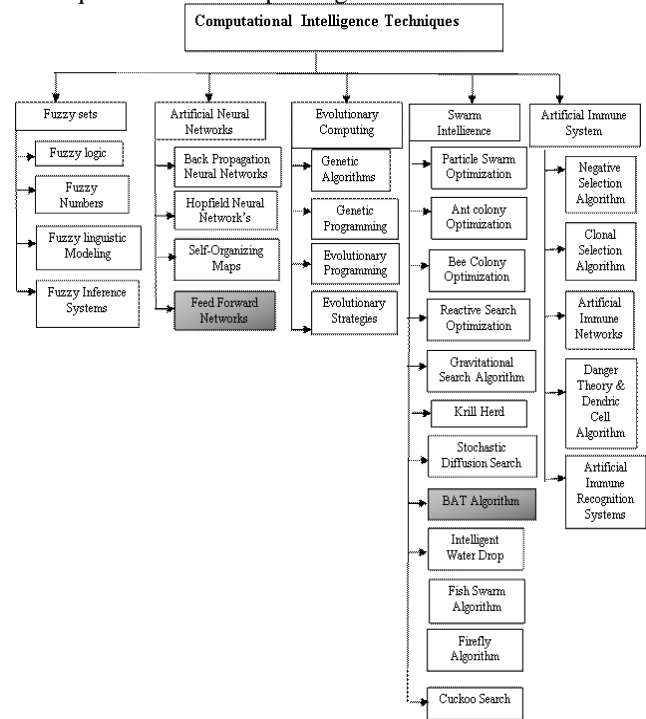 Computational Intelligence Techniques
Fuzzy sets
Fuzzy logic
Fuzzy
Numbers
Fuzzy linguistic
Modeling
Fuzzy Inference
Systems
Artificial Neural
Networks
Back Propagation
Neural Networks
Hopfield Neural
Network's
Self-Organizing
Maps
Feed Forward
Networks
Evolutionary
Computing
Genetic
Algorithms
Genetic
Programming
Evolutionary
Programming
Evolutionary
Strategies
Swarm
Intelligence
Particle Swarm
Optimization
Ant colony
Optimization
Bee Colony
Optimization
Reactive Search
Optimization
Gravitational
Search Algorithm
Krill Herd
Stochastic
Diffusion Search
BAT Algorithm
Intelligent
Water Drop
Fish Swarm
Algorithm
Firefly
Algorithm
Cuckoo Search
Artificial Immune
System
Negative
Selection
Algorithm
Clonal
Selection
Algorithm
Artificial
Immune
Networks
Danger
Theory &
Dendric
Cell
Algorithm
Artificial
Immune
Recognition
Systems